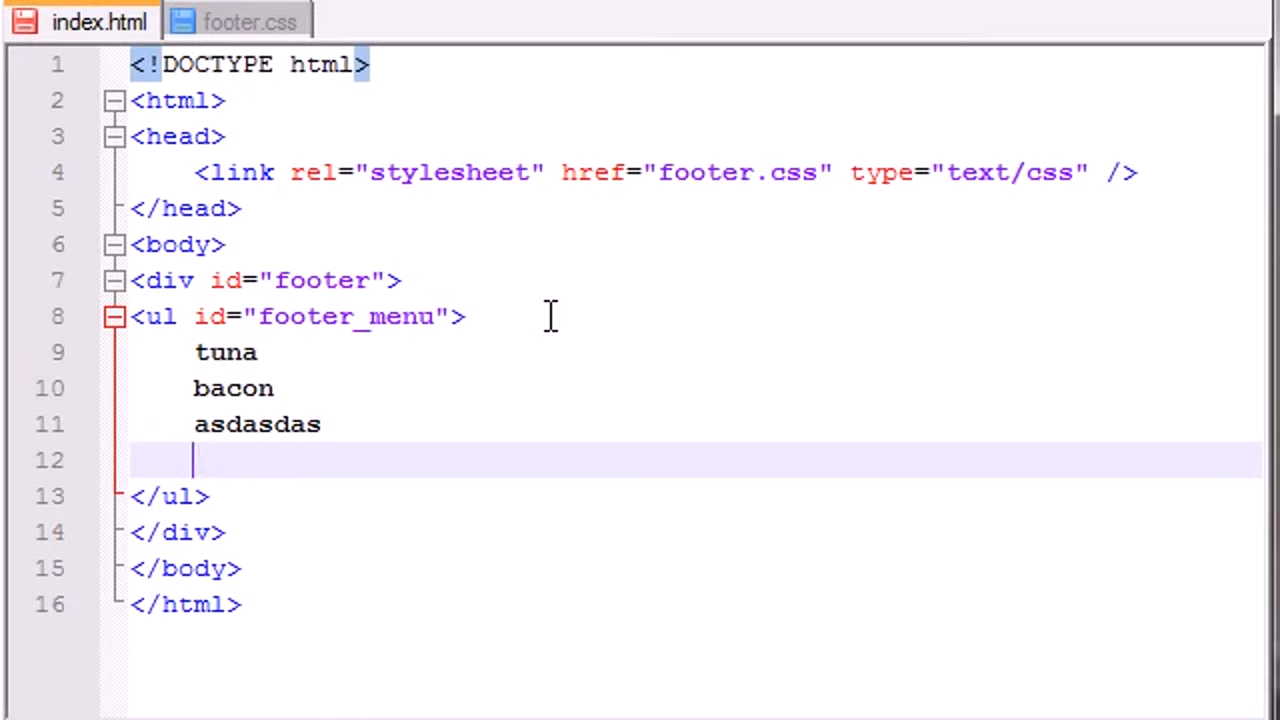 index.html footer.css
1 <!DOCTYPE html>
2 <html>
3 <head>
4 <link rel="stylesheet" href="footer.css" type="text/css" />
5 </head>
6 <body>
7 <div id="footer">
8 <ul id="footer_menu">
9 tuna
10 bacon
11 asdasdas
12
13 </ul>
14 </div>
15 </body>
16 </html>